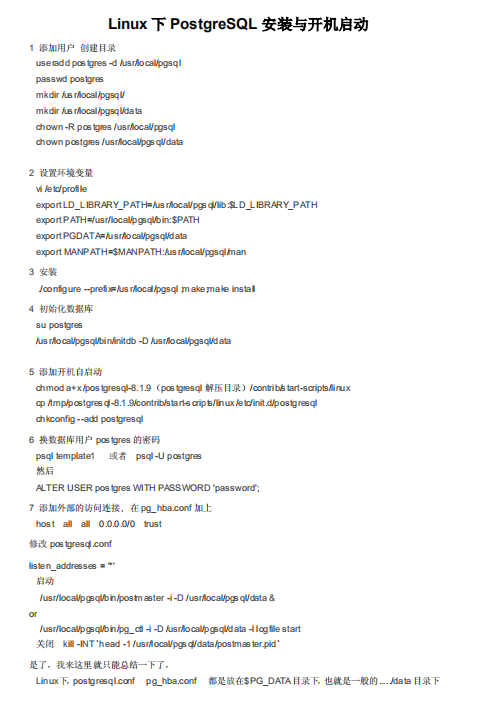 Linux 下 PostgreSQL 安装与开机启动
1 添加用户 创建目录
useradd postgres -d /usr/local/pgsql
passwd postgres
mkdir /usr/local/pgsql/
mkdir /usr/local/pgsql/data
chown -R postgres /usr/local/pgsql
chown postgres /usr/local/pgsql/data
2 设置环境变量
vi /etc/profile
export LD_LIBRARY_PATH=/usr/local/pgsql/lib:$LD_LIBRARY_PATH
export PATH=/usr/local/pgsql/bin:$PATH
export PGDATA=/usr/local/pgsql/data
export MANPATH=$MANPATH:/usr/local/pgsql/man
3 安装
./configure --prefix=/usr/local/pgsql ;make;make install
4 初始化数据库
su postgres
/usr/local/pgsql/bin/initdb -D /usr/local/pgsql/data
5 添加开机自启动
chmod a+x /postgresql-8.1.9（postgresql 解压目录）/contrib/start-scripts/linux
cp /tmp/postgresql-8.1.9/contrib/start-scripts/linux /etc/init.d/postgresql
chkconfig --add postgresql
6 换数据库用户 postgres 的密码
psql template1 或者 psql -U postgres
然后
ALTER USER postgres WITH PASSWORD 'password';
7 添加外部的访问连接，在 pg_hba.conf 加上
host all all 0.0.0.0/0 trust
修改 postgresql.conf
listen_addresses = '*'
启动
/usr/local/pgsql/bin/postmaster -i -D /usr/local/pgsql/data &
or
/usr/local/pgsql/bin/pg_ctl -i -D /usr/local/pgsql/data -l logfile start
关闭 kill -INT `head -1 /usr/local/pgsql/data/postmaster.pid`
是了，我来这里就只能总结一下了，
Linux下，postgresql.conf pg_hba.conf 都是放在$PG_DATA目录下，也就是一般的...../data 目录下